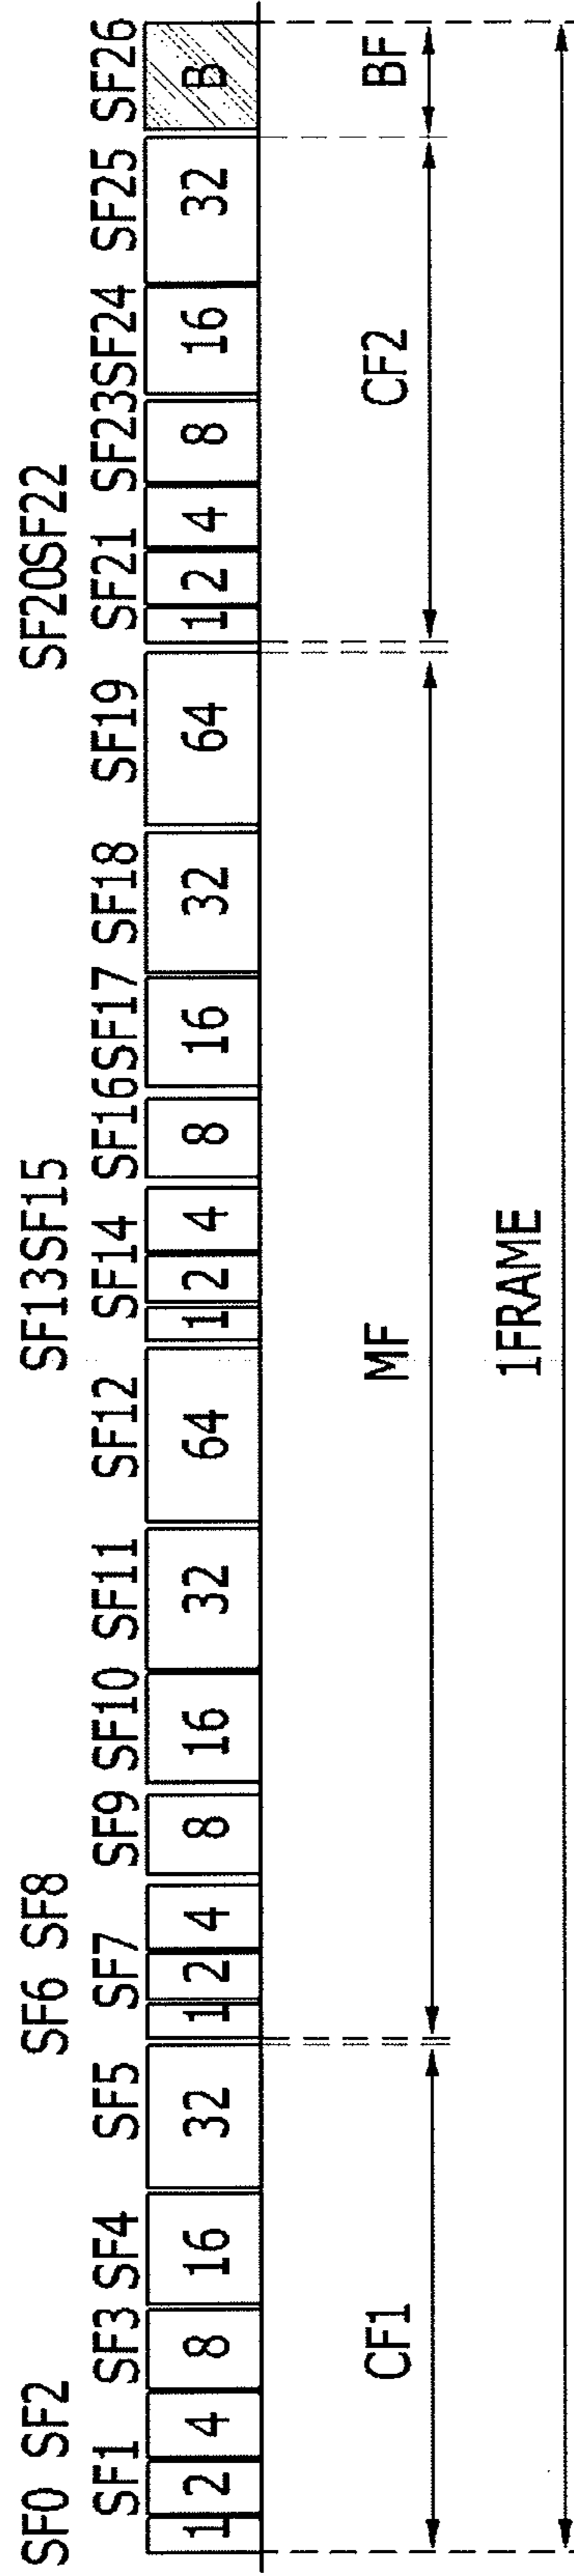 SF0 SF2 SF6 SF8 SF13SF15 SF20SF22
SF1 SF3 SF4 SF5 SF7 SF9 SF10 SF11 SF12 SF14 SF16SF17 SF18 SF19 SF21 SF23SF24 SF25 SF26
1 2 4 8 16 32 1 2 4 8 16 32 64 1 2 4 8 16 32 64 1 2 4 8 16 32 B
CF1 MF CF2 BF
1FRAME